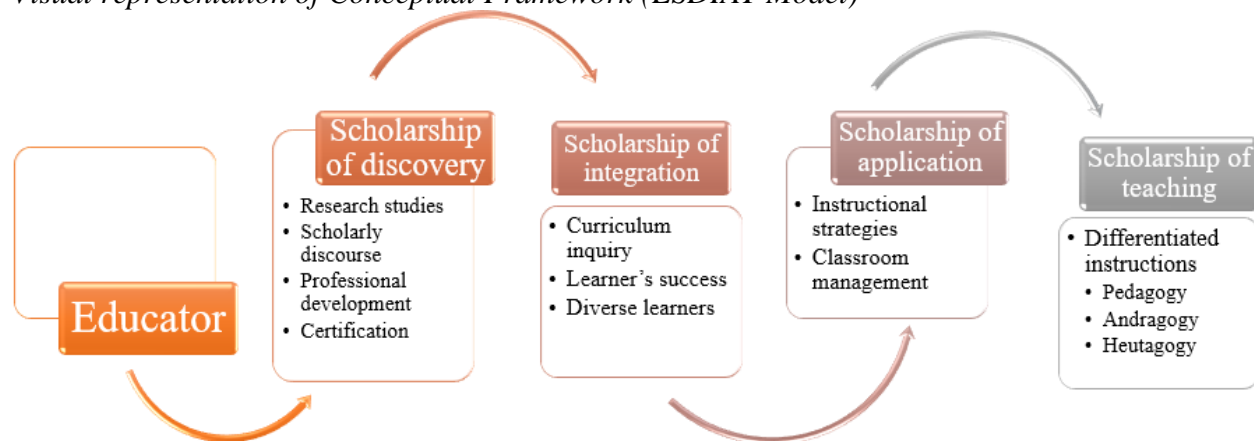 Visual representation of Conceptual Framework (ESDIAT Model)
Educator
Scholarship
of discovery
• Research studies
• Scholarly
discourse
• Professional
development
• Certification
Scholarship of
integration
• Curriculum
inquiry
• Learner’s success
• Diverse learners
Scholarship of
application
• Instructional
strategies
• Classroom
management
Scholarship of
teaching
• Differentiated
instructions
• Pedagogy
• Andragogy
• Heutagogy